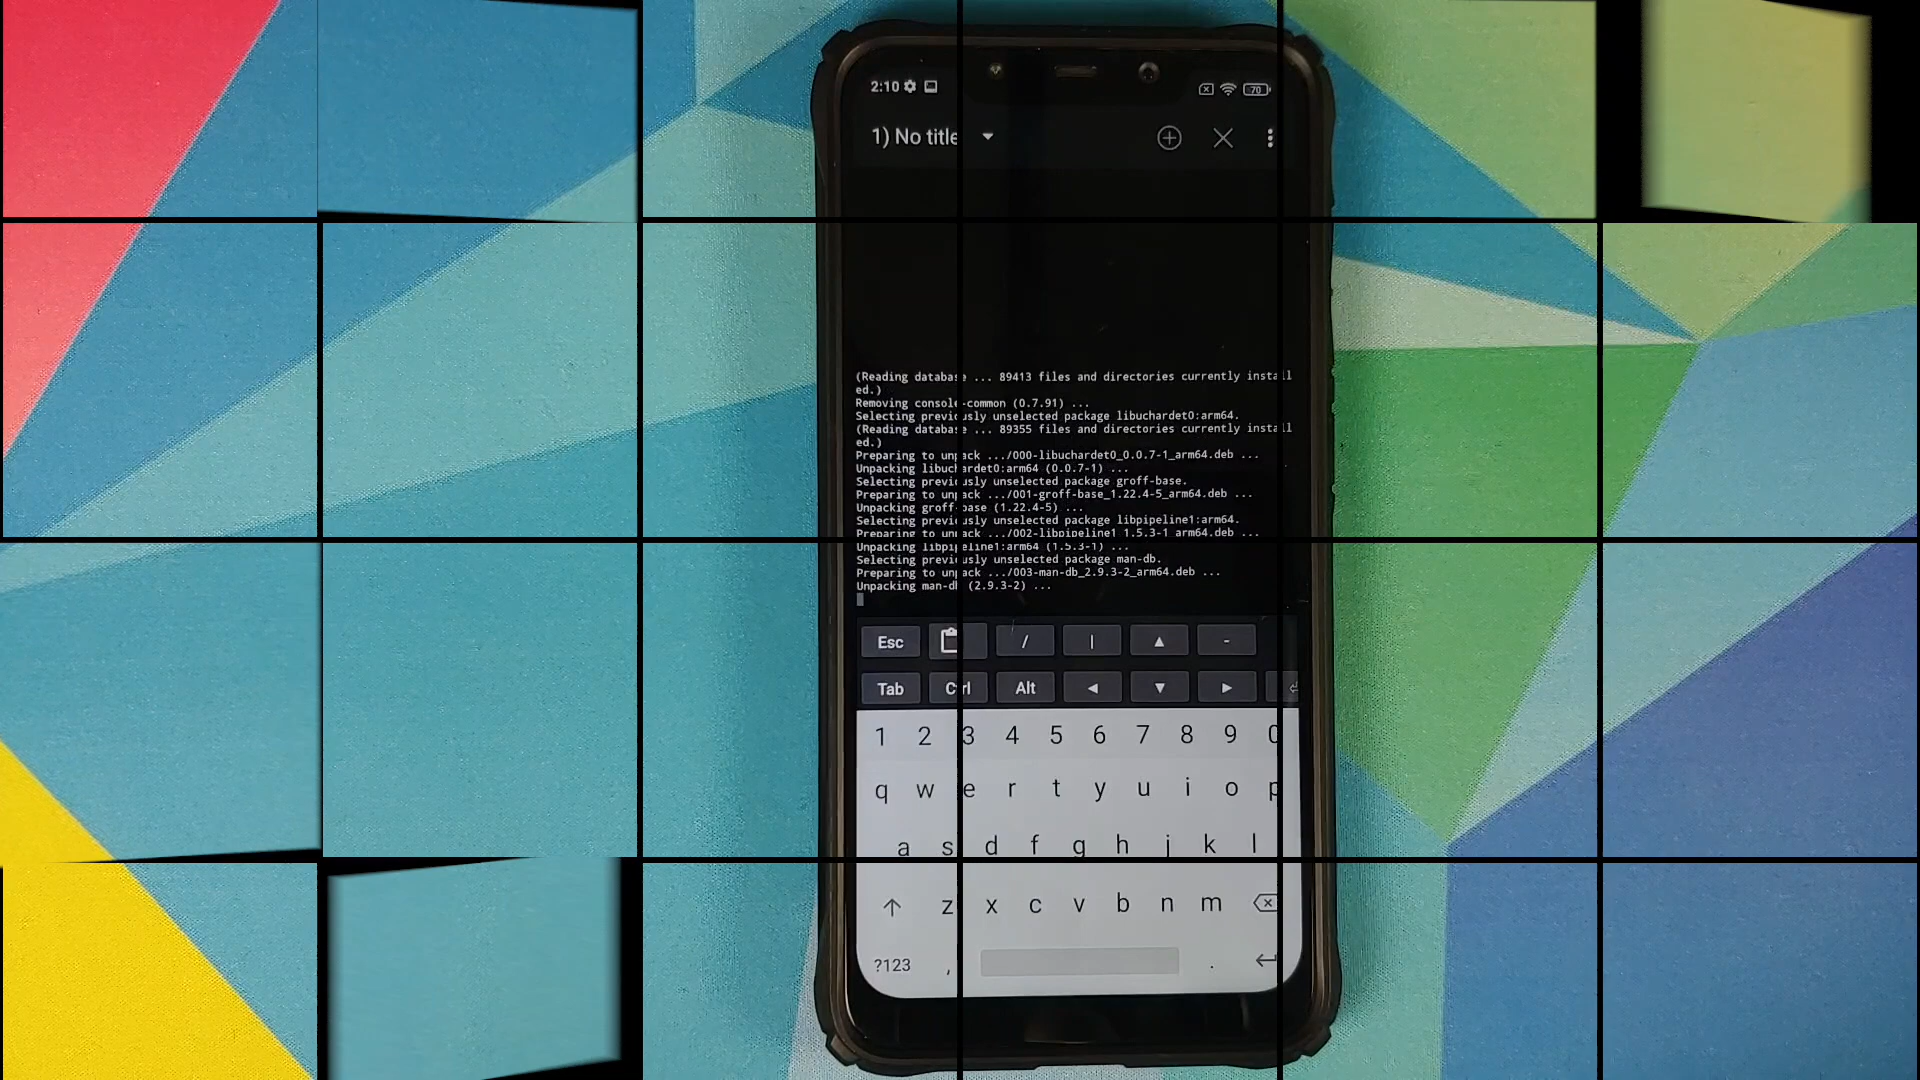 2:10 70
1) No title
(Reading database ... 89413 files and directories currently install
ed.)
Removing console-common (0.7.91) ...
Selecting previously unselected package libuchardet0:arm64.
(Reading database ... 89355 files and directories currently install
ed.)
Preparing to unpack .../000-libuchardet0_0.0.7-1_arm64.deb ...
Unpacking libuchardet0:arm64 (0.0.7-1) ...
Selecting previously unselected package groff-base.
Preparing to unpack .../001-groff-base_1.22.4-5_arm64.deb ...
Unpacking groff-base (1.22.4-5) ...
Selecting previously unselected package libpipeline1:arm64.
Preparing to unpack .../002-libpipeline1_1.5.3-1_arm64.deb ...
Unpacking libpipeline1:arm64 (1.5.3-1) ...
Selecting previously unselected package man-db.
Preparing to unpack .../003-man-db_2.9.3-2_arm64.deb ...
Unpacking man-db (2.9.3-2) ...
Esc / | ▲ -
Tab Ctrl Alt ◄ ▼ ►
1 2 3 4 5 6 7 8 9 0
q w e r t y u i o p
a s d f g h j k l
z x c v b n m
?123 , .